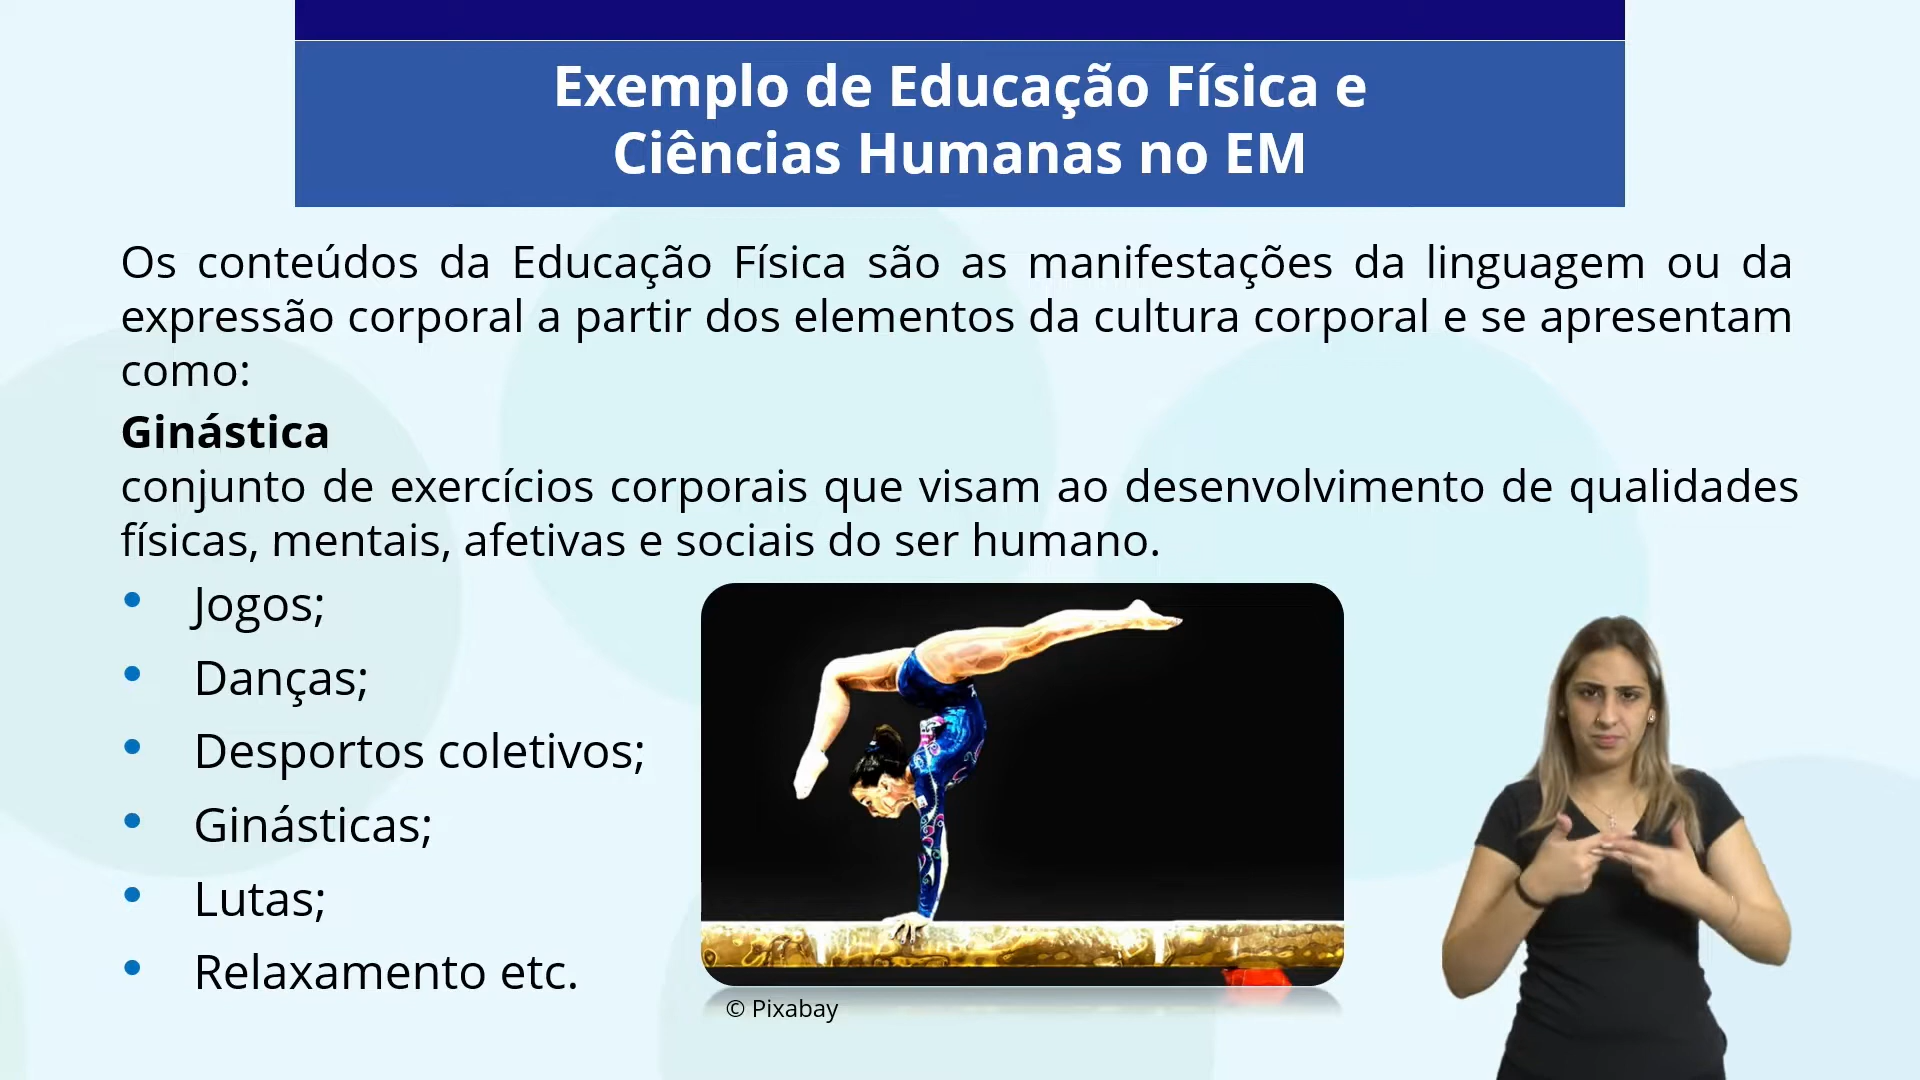 Exemplo de Educação Física e
Ciências Humanas no EM
Os conteúdos da Educação Física são as manifestações da linguagem ou da
expressão corporal a partir dos elementos da cultura corporal e se apresentam
como:
Ginástica
conjunto de exercícios corporais que visam ao desenvolvimento de qualidades
físicas, mentais, afetivas e sociais do ser humano.
• Jogos;
• Danças;
• Desportos coletivos;
• Ginásticas;
• Lutas;
• Relaxamento etc.
© Pixabay